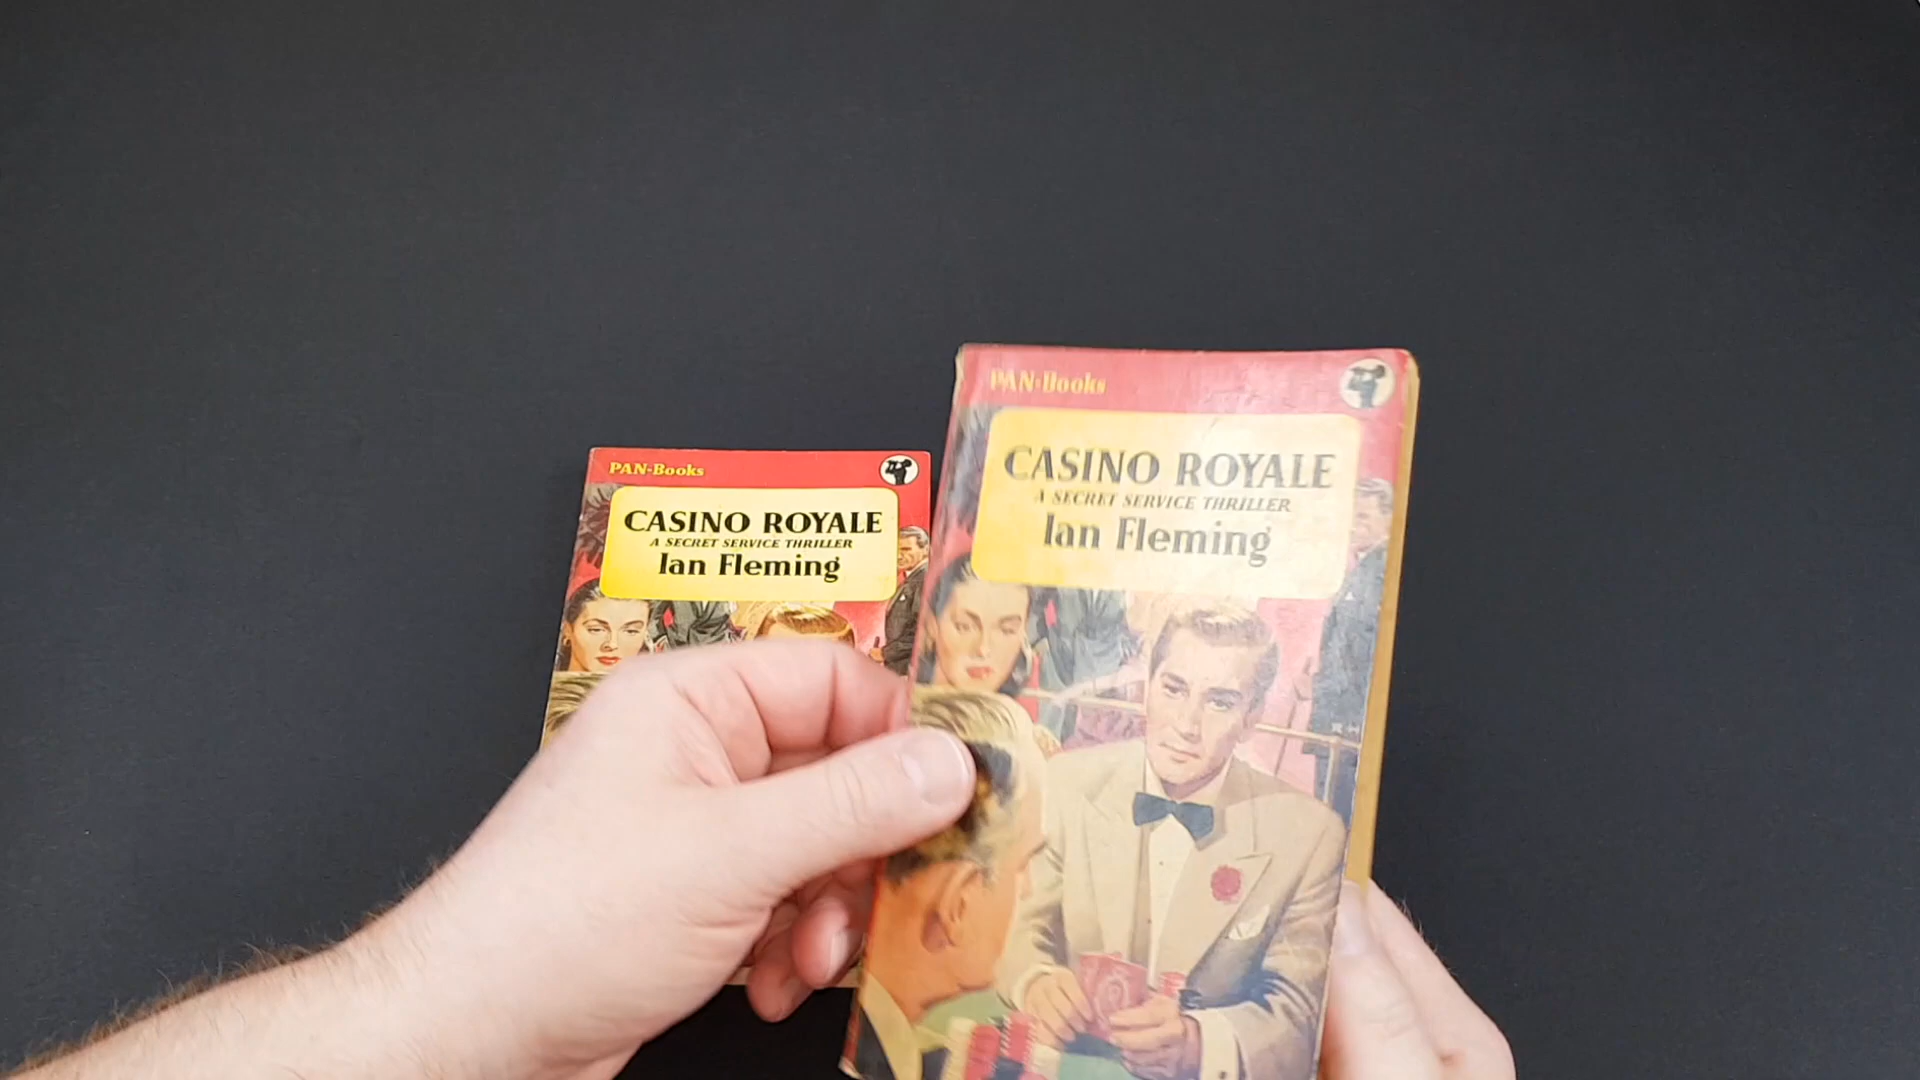 PAN-Books
CASINO ROYALE
A SECRET SERVICE THRILLER
Ian Fleming
PAN-Books
CASINO ROYALE
A SECRET SERVICE THRILLER
Ian Fleming